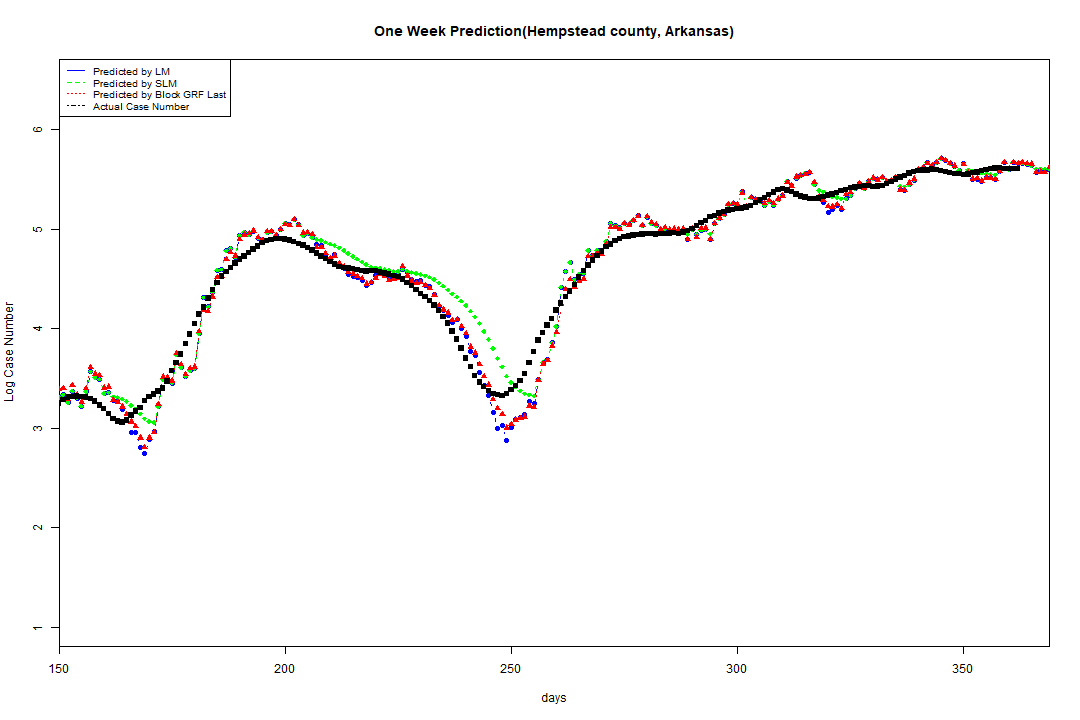 One Week Prediction(Hempstead county, Arkansas)
Predicted by LM
Predicted by SLM
Predicted by Block GRF Last
Actual Case Number
Log Case Number
6
5
4
3
2
1
150 200 250 300 350
days